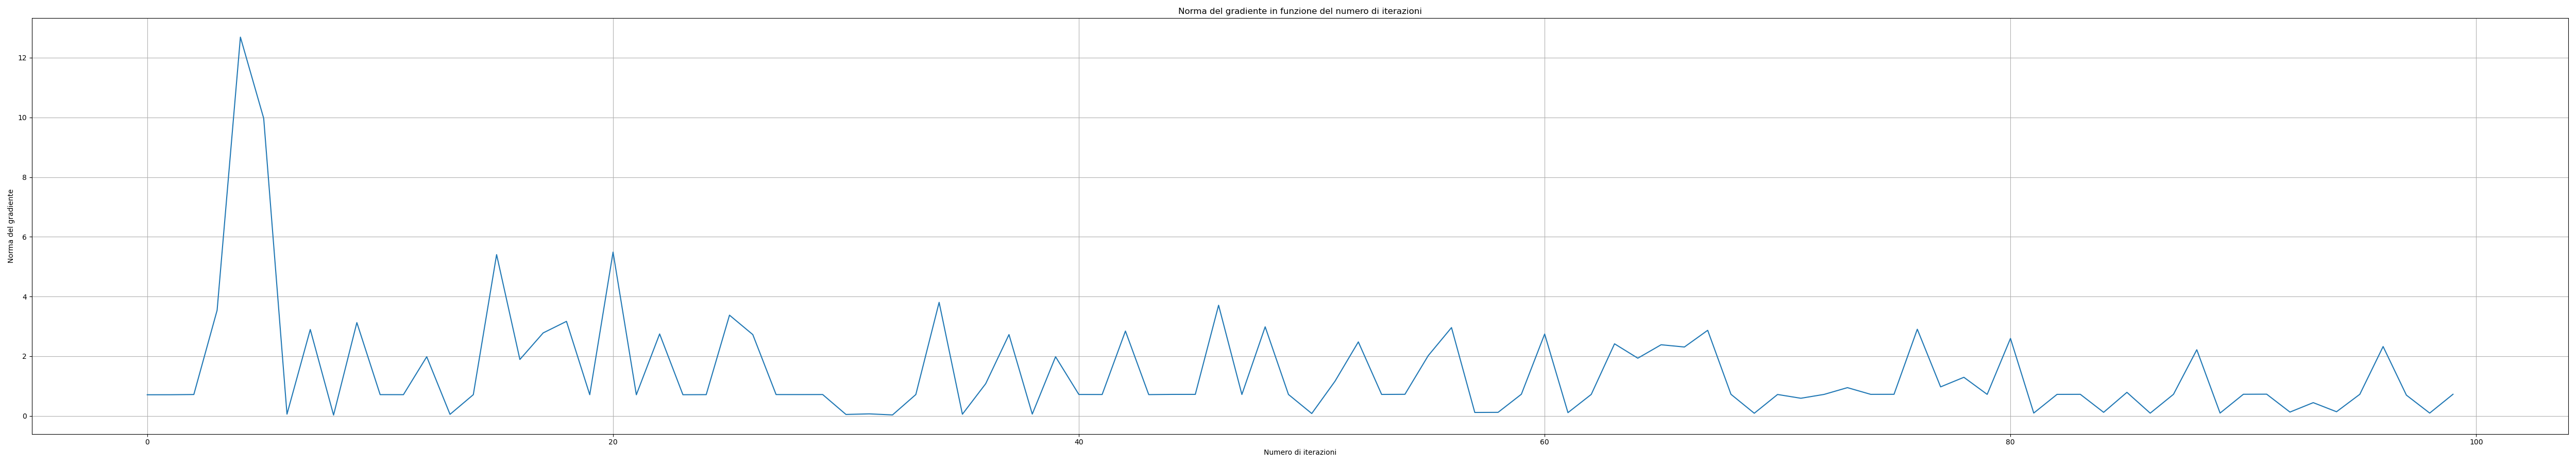 Norma del gradiente in funzione del numero di iterazioni
12
10
8
6
4
2
0
Norma del gradiente
0 20 40 60 80 100
Numero di iterazioni